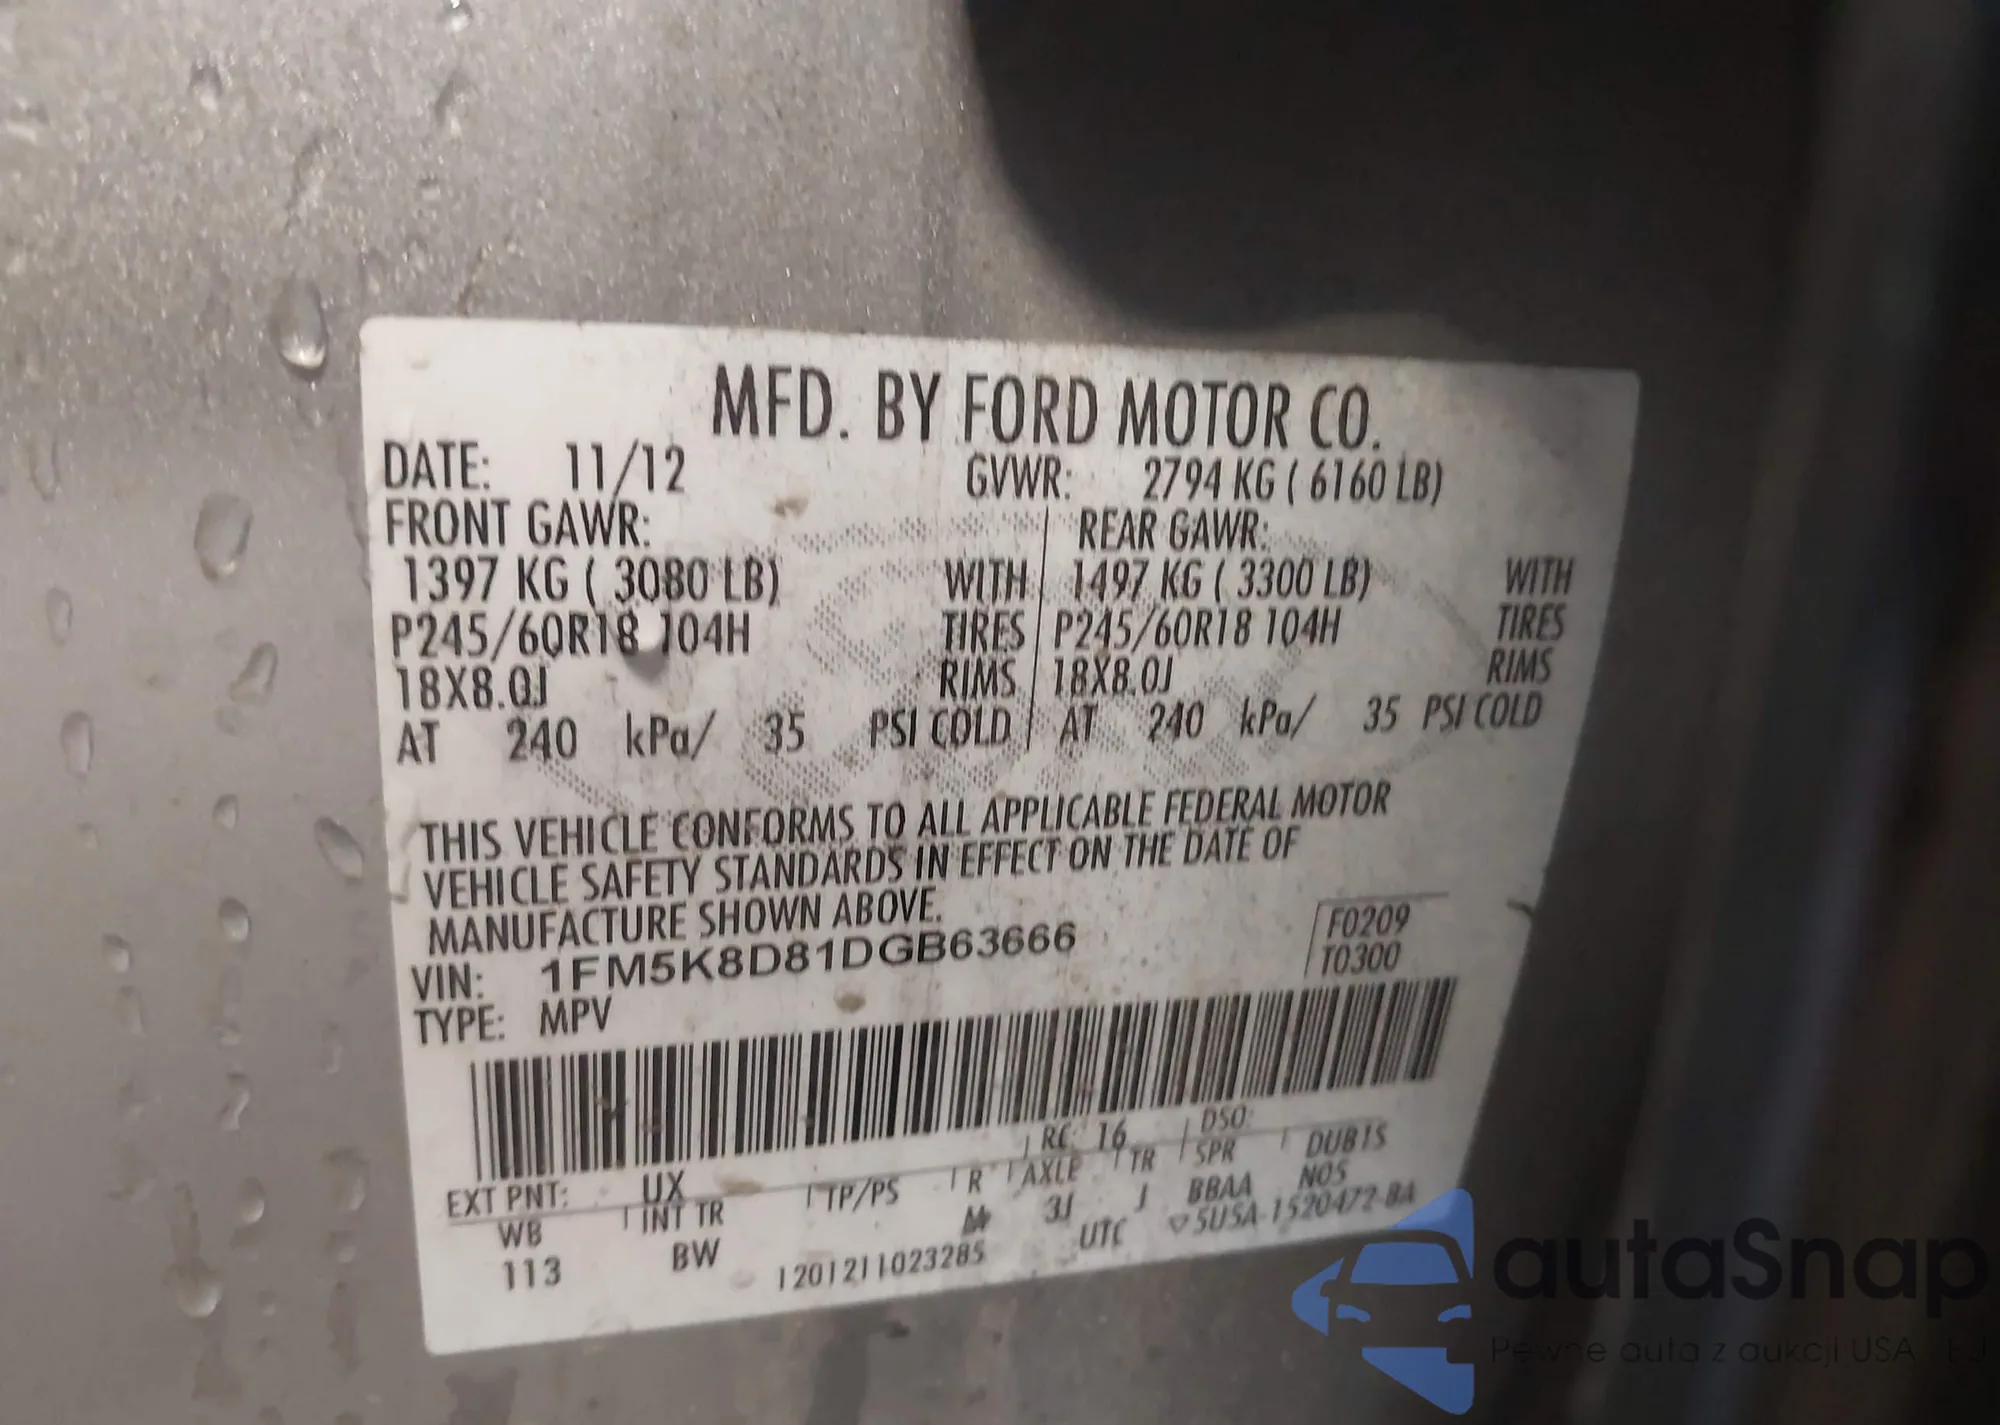 MFD. BY FORD MOTOR CO.
DATE: 11/12 GVWR: 2794 KG ( 6160 LB)
FRONT GAWR: REAR GAWR:
1397 KG ( 3080 LB) WITH 1497 KG ( 3300 LB) WITH
P245/60R18 104H TIRES P245/60R18 104H TIRES
18X8.0J RIMS 18X8.0J RIMS
AT 240 kPa/ 35 PSI COLD AT 240 kPa/ 35 PSI COLD
THIS VEHICLE CONFORMS TO ALL APPLICABLE FEDERAL MOTOR
VEHICLE SAFETY STANDARDS IN EFFECT ON THE DATE OF
MANUFACTURE SHOWN ABOVE.
VIN: 1FM5K8D81DGB63666 F0209
TYPE: MPV T0300
EXT PNT: UX RC: 16 DSO:
WB INT TR TP/PS R AXLE TR SPR DUB1S
113 BW M 3J J BBAA NOS
1201211023285 UTC ▽5U5A-1520472-BA
autaSnap
Pewne auta z aukcji USA